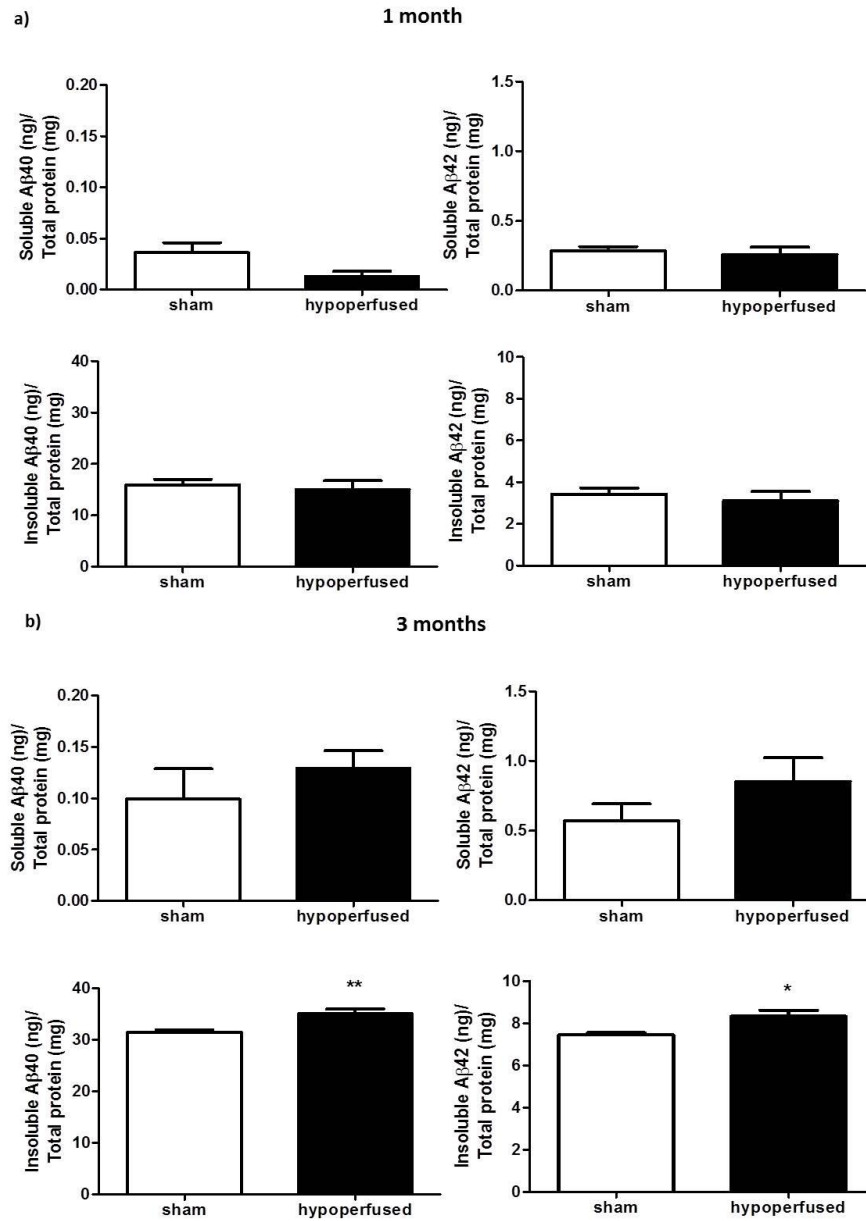 a)
1 month
Soluble Aβ40 (ng)/
Total protein (mg)
0.20
0.15
0.10
0.05
0.00
sham
hypoperfused
Soluble Aβ42 (ng)/
Total protein (mg)
1.5
1.0
0.5
0.0
sham
hypoperfused
Insoluble Aβ40 (ng)/
Total protein (mg)
40
30
20
10
0
sham
hypoperfused
Insoluble Aβ42 (ng)/
Total protein (mg)
10
8
6
4
2
0
sham
hypoperfused
b)
3 months
Soluble Aβ40 (ng)/
Total protein (mg)
0.20
0.15
0.10
0.05
0.00
sham
hypoperfused
Soluble Aβ42 (ng)/
Total protein (mg)
1.5
1.0
0.5
0.0
sham
hypoperfused
Insoluble Aβ40 (ng)/
Total protein (mg)
40
30
20
10
0
**
sham
hypoperfused
Insoluble Aβ42 (ng)/
Total protein (mg)
10
8
6
4
2
0
*
sham
hypoperfused